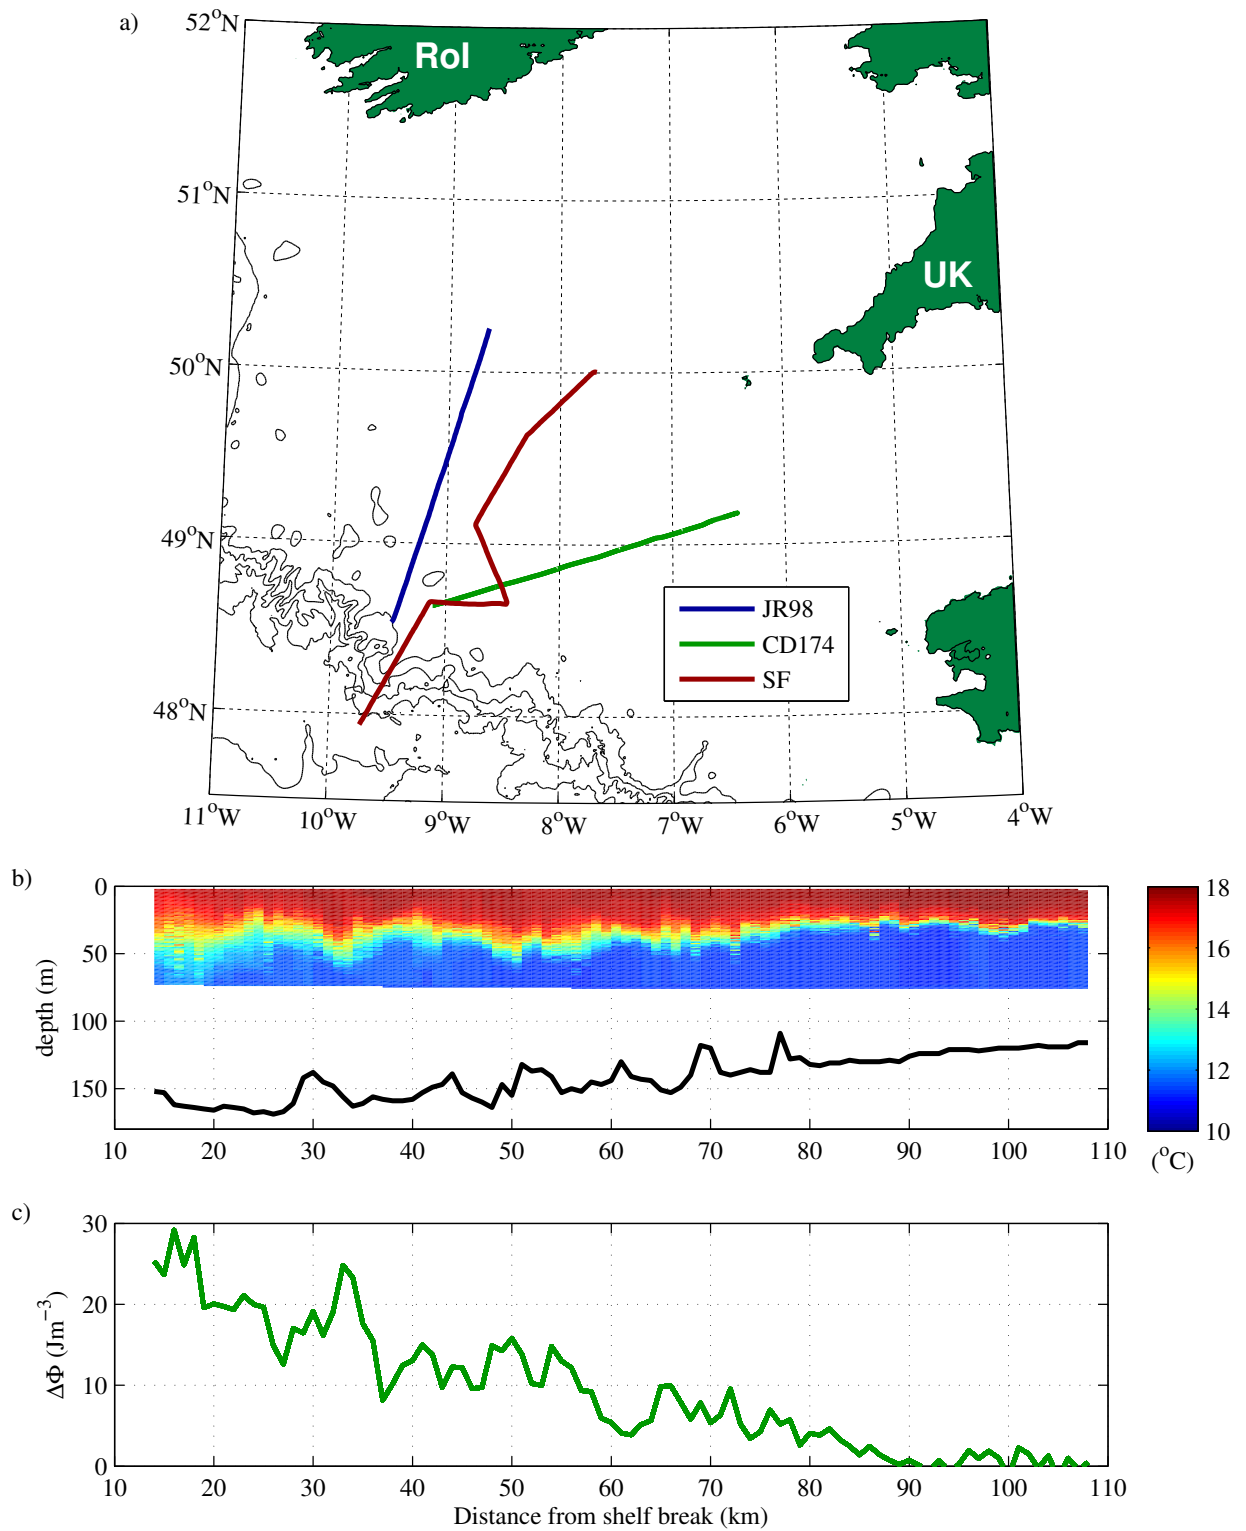 a)
52°N
51°N
50°N
49°N
48°N
RoI
UK
JR98
CD174
SF
11°W 10°W 9°W 8°W 7°W 6°W 5°W 4°W
b)
depth (m)
0
50
100
150
10 20 30 40 50 60 70 80 90 100 110
18
16
14
12
10
(°C)
c)
ΔΦ (Jm⁻³)
30
20
10
0
10 20 30 40 50 60 70 80 90 100 110
Distance from shelf break (km)